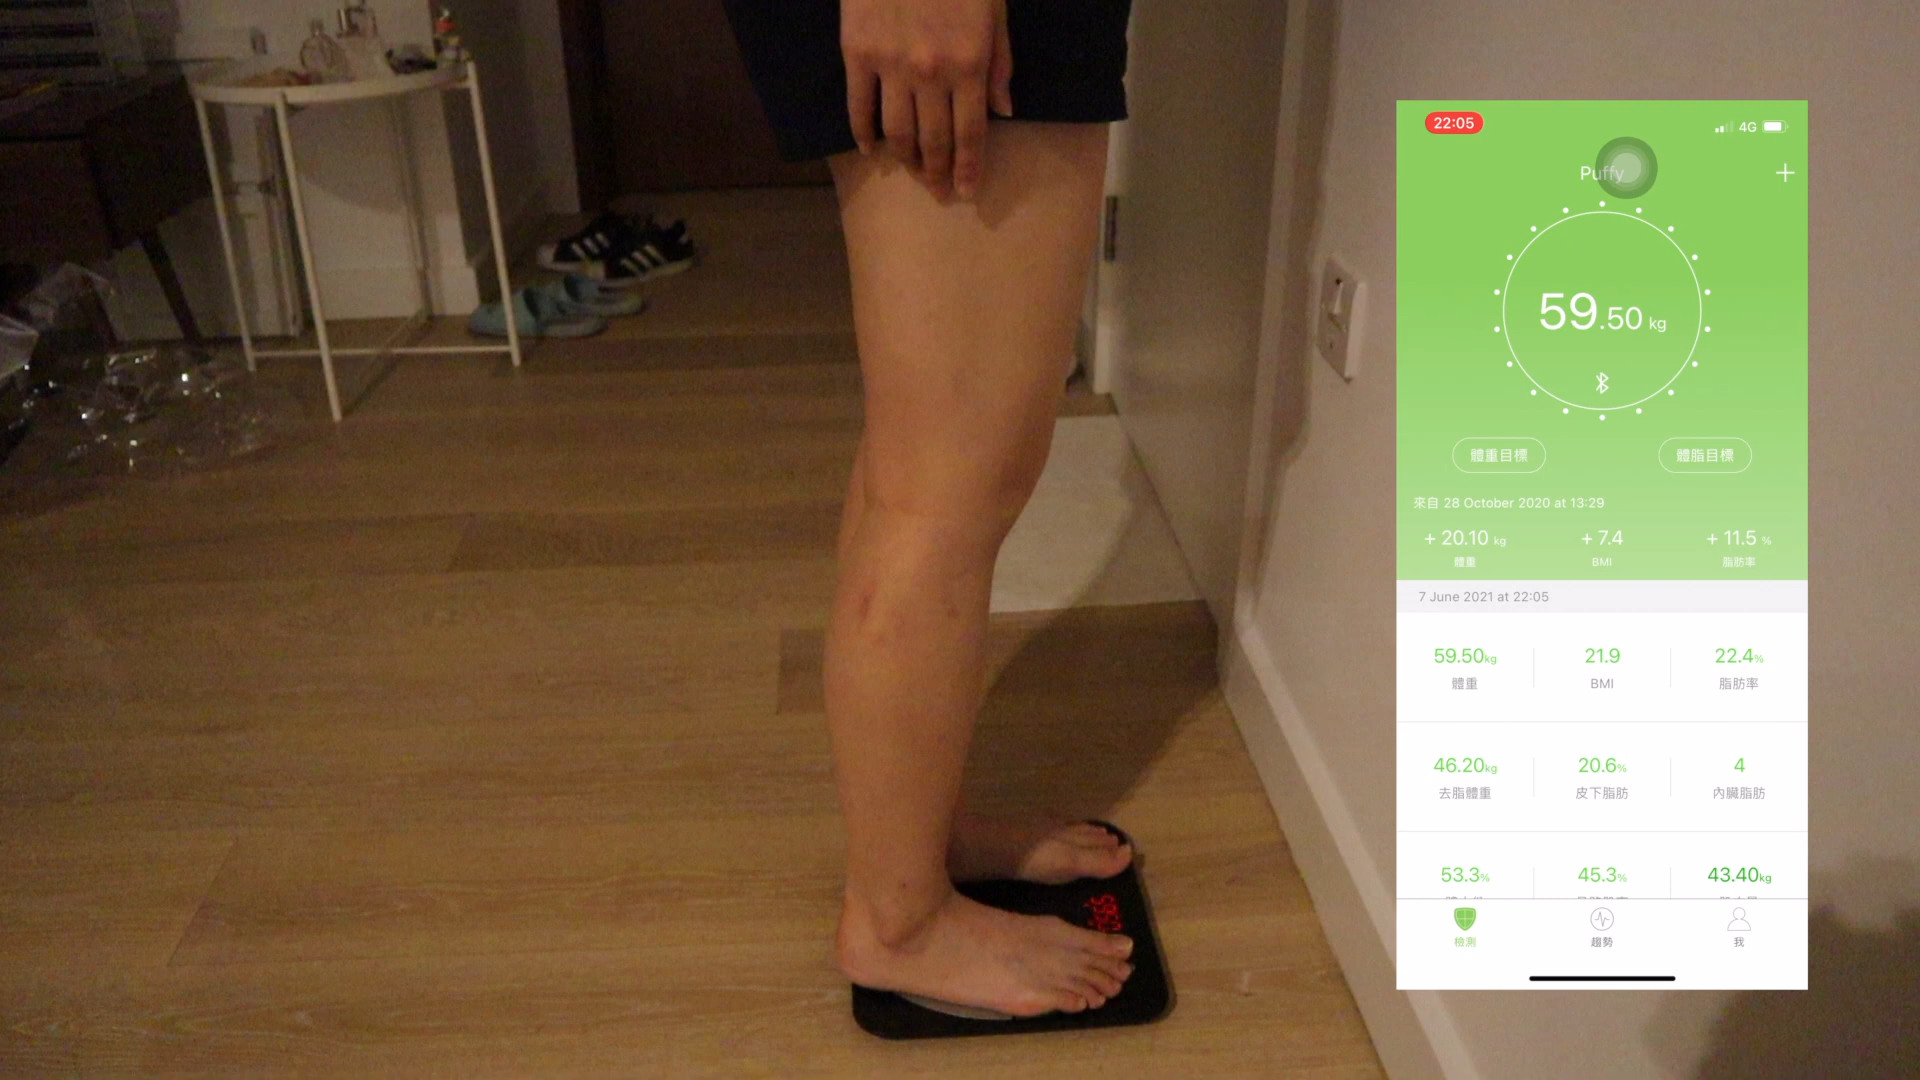 22:05
4G
Puffy
+
59.50 kg
體重目標 體脂目標
來自 28 October 2020 at 13:29
+ 20.10 kg + 7.4 + 11.5 %
體重 BMI 脂肪率
7 June 2021 at 22:05
59.50kg 21.9 22.4%
體重 BMI 脂肪率
46.20kg 20.6% 4
去脂體重 皮下脂肪 內臟脂肪
53.3% 45.3% 43.40kg
檢測 趨勢 我